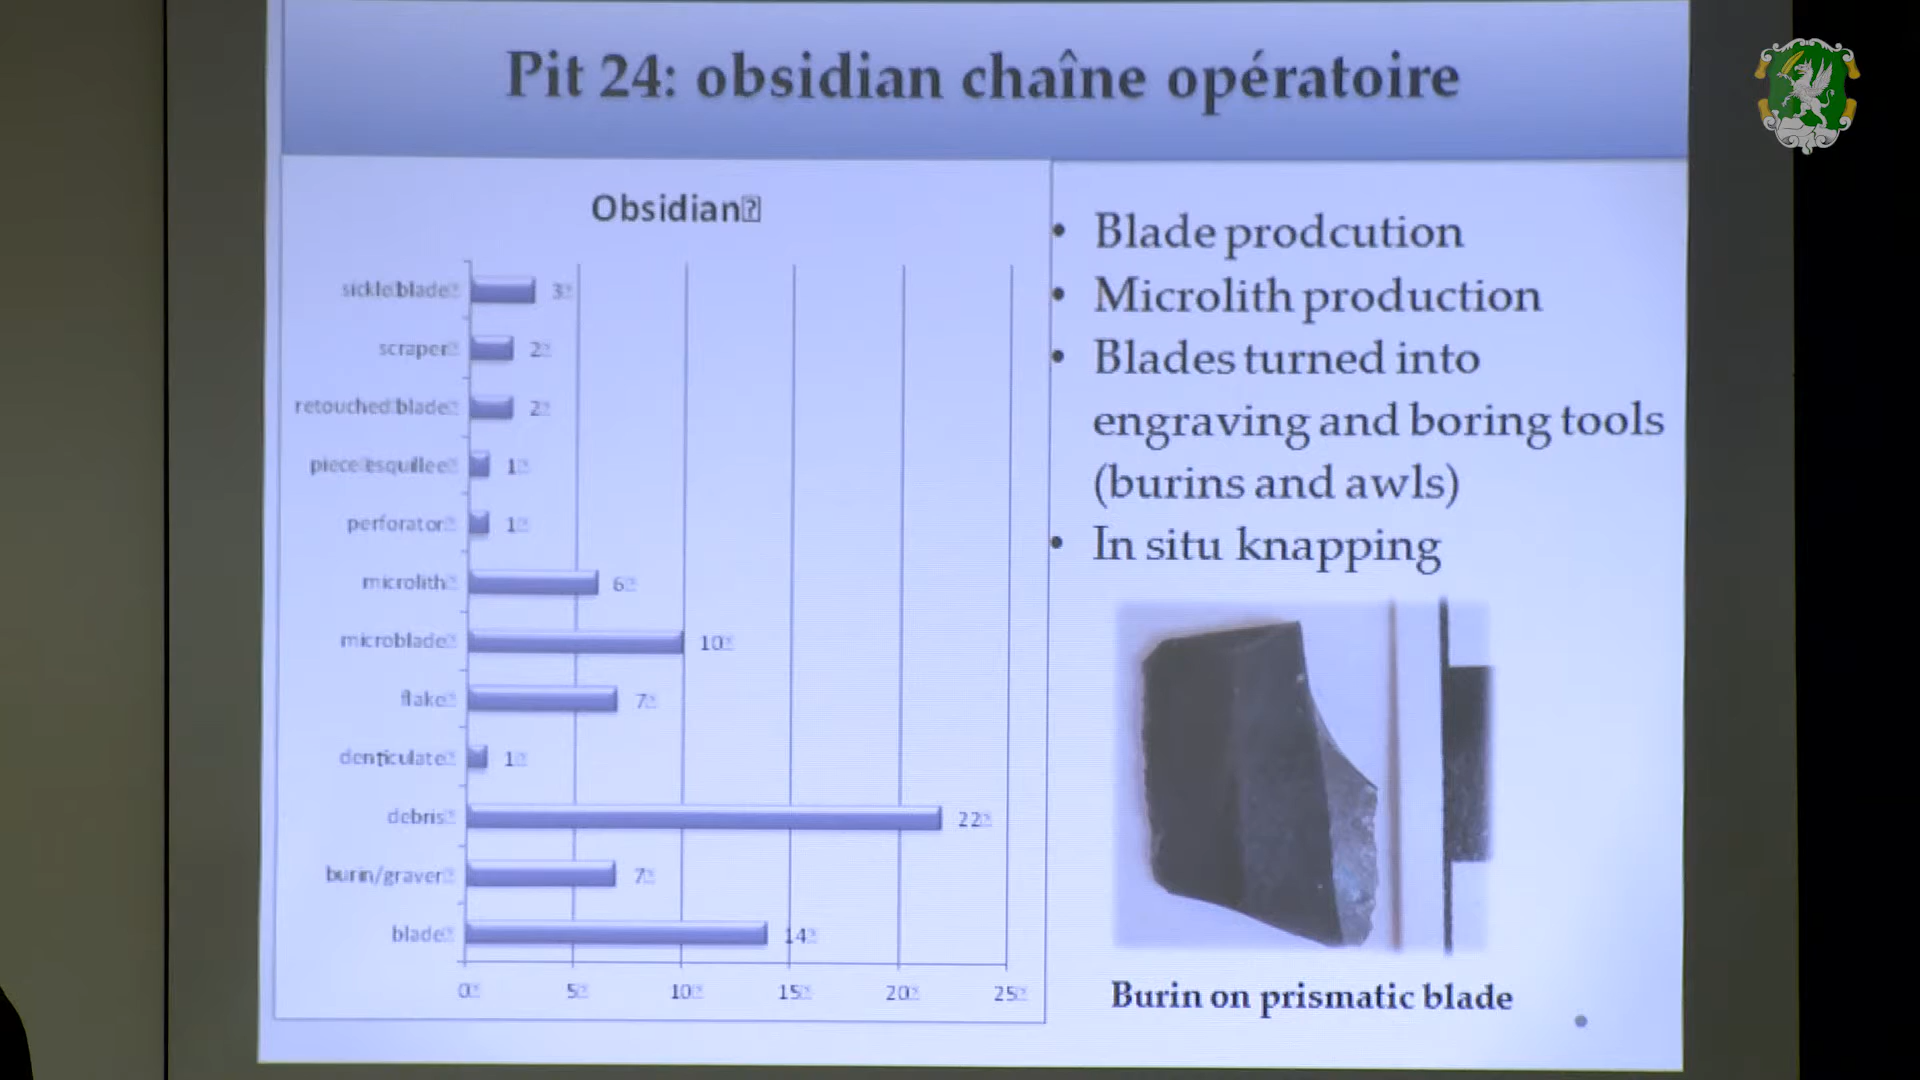 Pit 24: obsidian chaîne opératoire
Obsidian
sickle blade 3
scraper 2
retouched blade 2
piece esquillee 1
perforator 1
microlith 6
microblade 10
flake 7
denticulate 1
debris 22
burin/graver 7
blade 14
0 5 10 15 20 25
• Blade prodcution
• Microlith production
• Blades turned into
engraving and boring tools
(burins and awls)
• In situ knapping
Burin on prismatic blade